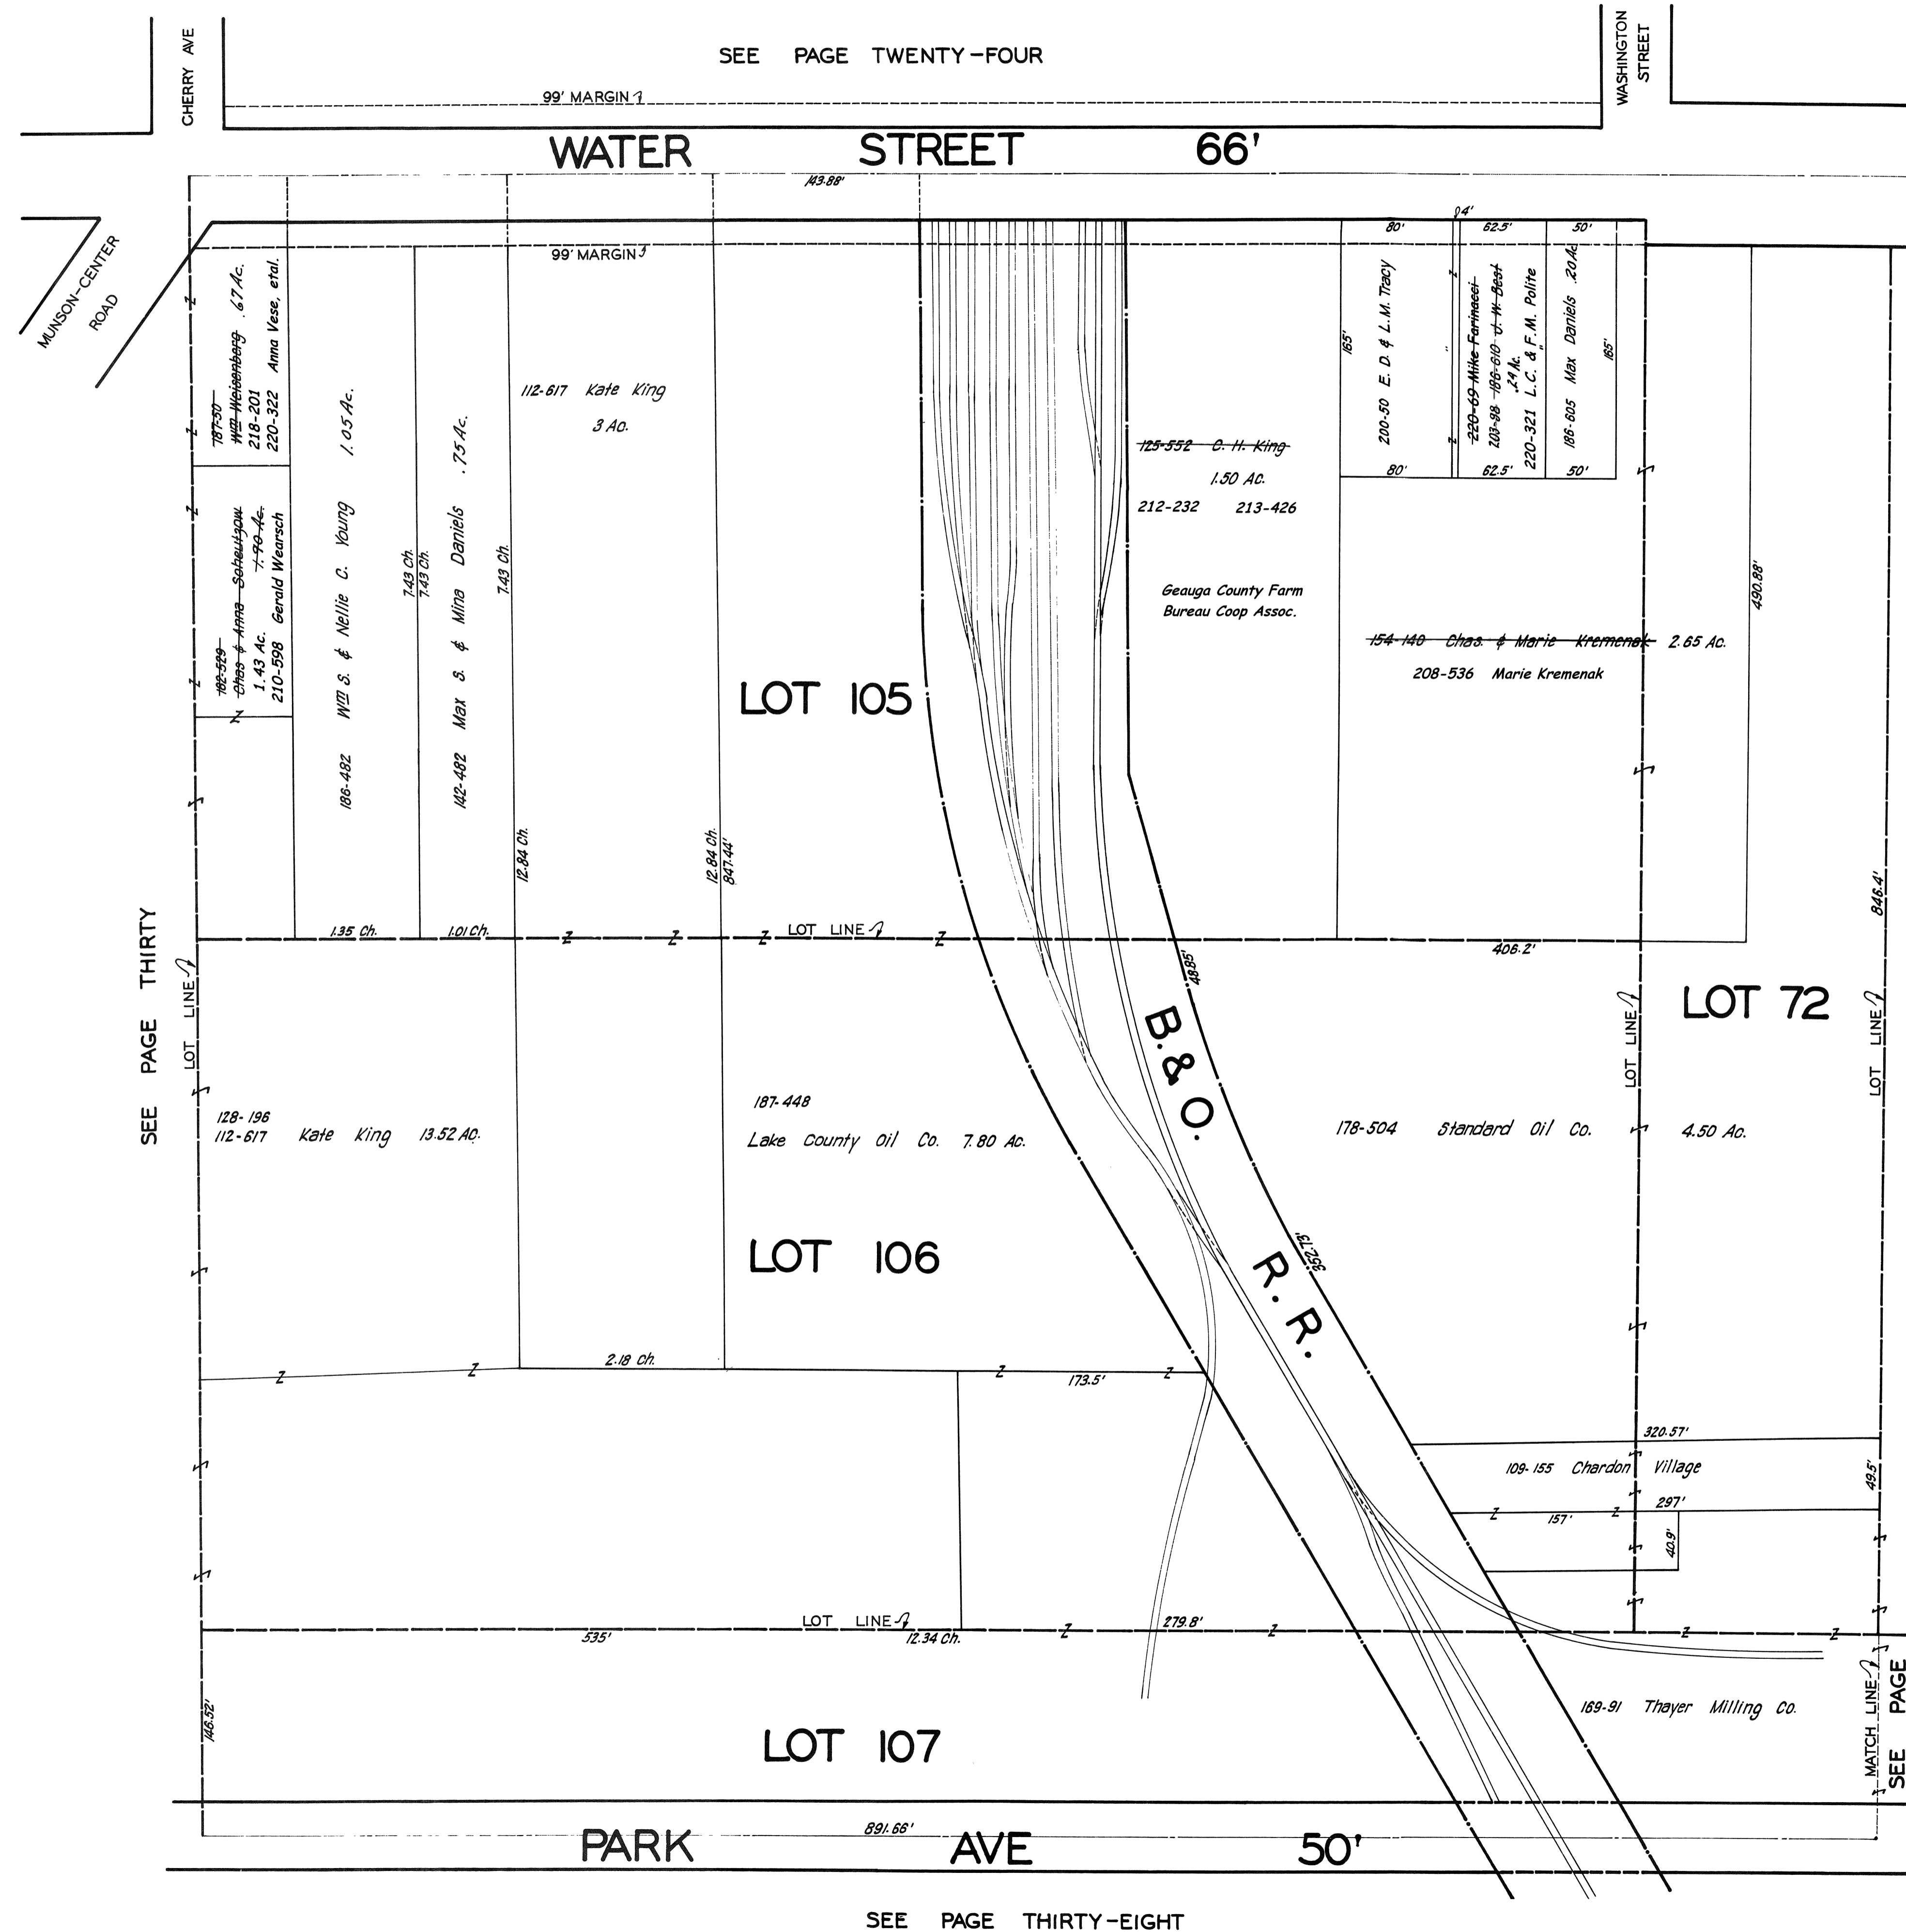 CHERRY AVE
SEE PAGE TWENTY-FOUR
WASHINGTON
STREET
99' MARGIN
WATER STREET 66'
143.88'
MUNSON-CENTER
ROAD
99' MARGIN
187-50
Wm Weisenberg .67 Ac.
218-201
220-322 Anna Vese, etal.
182-529
Chas & Anna Scheutzow
1.43 Ac. 1.90 Ac.
210-598 Gerald Wearsch
186-482 Wm S. & Nellie C. Young 1.05 Ac.
7.43 Ch.
7.43 Ch.
142-482 Max S. & Mina Daniels .75 Ac.
7.43 Ch.
112-617 Kate King
3 Ac.
12.84 Ch.
12.84 Ch.
847.44'
LOT 105
125-552 C. H. King
1.50 Ac.
212-232 213-426
Geauga County Farm
Bureau Coop Assoc.
80'
4'
62.5'
50'
165'
200-50 E. D. & L.M. Tracy
"
220-69 Mike Farinacci
203-98 186-610 J. W. Best
.24 Ac.
220-321 L.C. & F.M. Polite
"
186-605 Max Daniels .20 Ac
165'
80'
62.5'
50'
154-140 Chas. & Marie Kremenak 2.65 Ac.
208-536 Marie Kremenak
490.88'
846.4'
1.35 Ch.
1.01 Ch.
LOT LINE
406.2'
48.85'
SEE PAGE THIRTY
LOT LINE
LOT 72
LOT LINE
LOT LINE
B. & O. R. R.
128-196
112-617 Kate King 13.52 Ac.
187-448
Lake County Oil Co. 7.80 Ac.
178-504 Standard Oil Co. 4.50 Ac.
LOT 106
352.73'
2.18 Ch.
173.5'
320.57'
109-155 Chardon Village
49.5'
297'
157'
40.9'
LOT LINE
535'
12.34 Ch.
279.8'
146.52'
LOT 107
169-91 Thayer Milling Co.
MATCH LINE
SEE PAGE
891.66'
PARK AVE 50'
SEE PAGE THIRTY-EIGHT